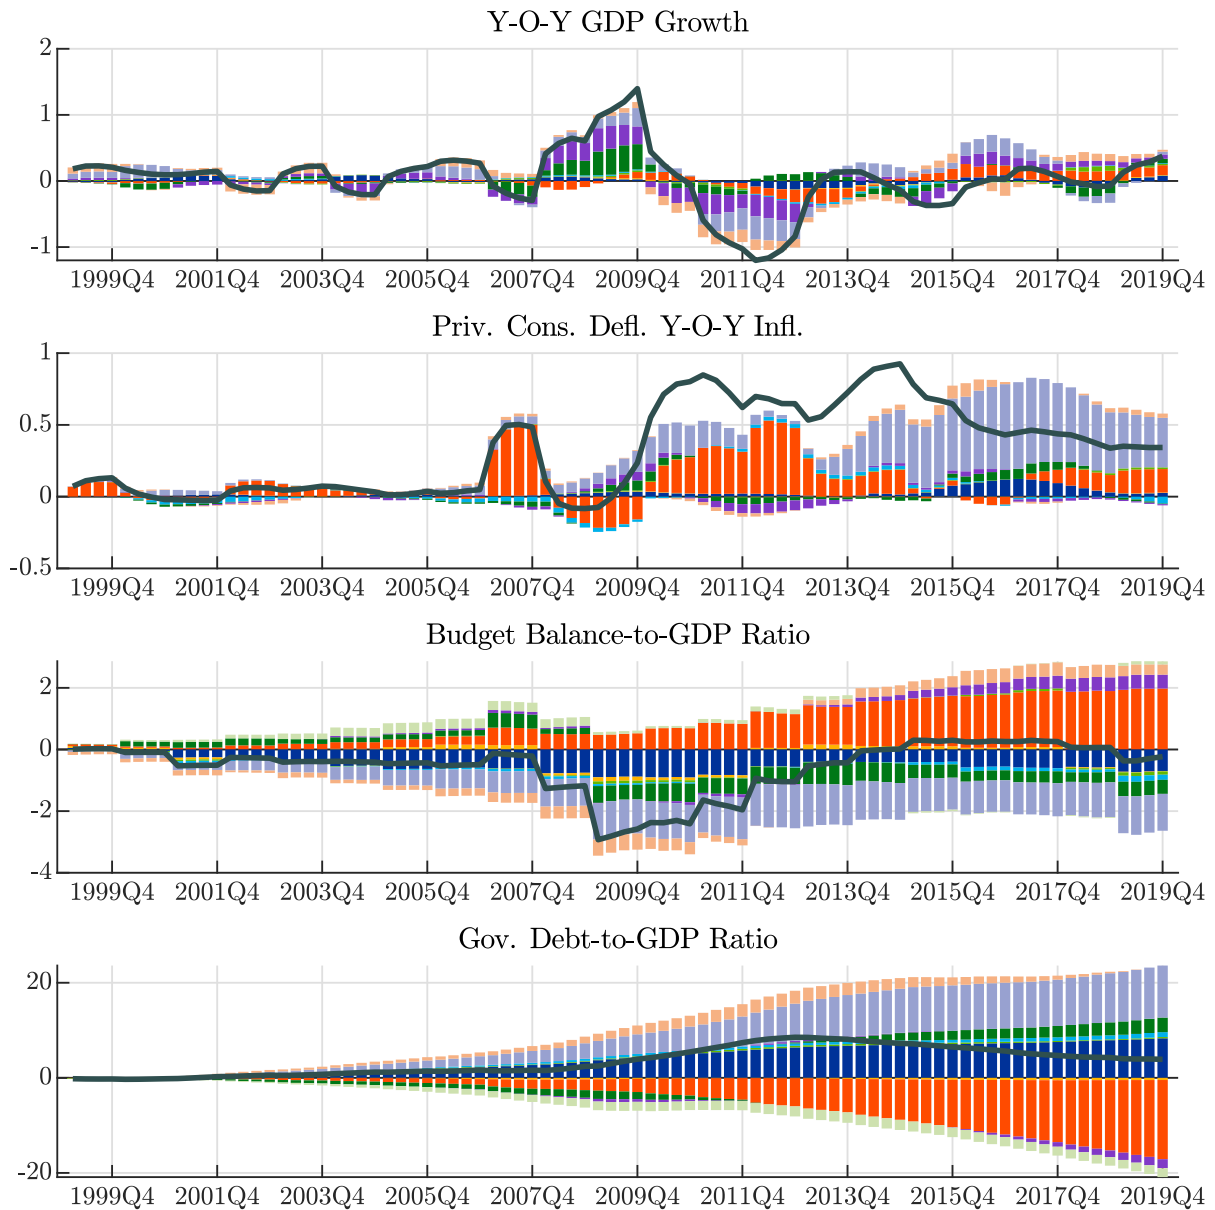 Y-O-Y GDP Growth
2
1
0
-1
1999Q4 2001Q4 2003Q4 2005Q4 2007Q4 2009Q4 2011Q4 2013Q4 2015Q4 2017Q4 2019Q4
Priv. Cons. Defl. Y-O-Y Infl.
1
0.5
0
-0.5
1999Q4 2001Q4 2003Q4 2005Q4 2007Q4 2009Q4 2011Q4 2013Q4 2015Q4 2017Q4 2019Q4
Budget Balance-to-GDP Ratio
2
0
-2
-4
1999Q4 2001Q4 2003Q4 2005Q4 2007Q4 2009Q4 2011Q4 2013Q4 2015Q4 2017Q4 2019Q4
Gov. Debt-to-GDP Ratio
20
0
-20
1999Q4 2001Q4 2003Q4 2005Q4 2007Q4 2009Q4 2011Q4 2013Q4 2015Q4 2017Q4 2019Q4